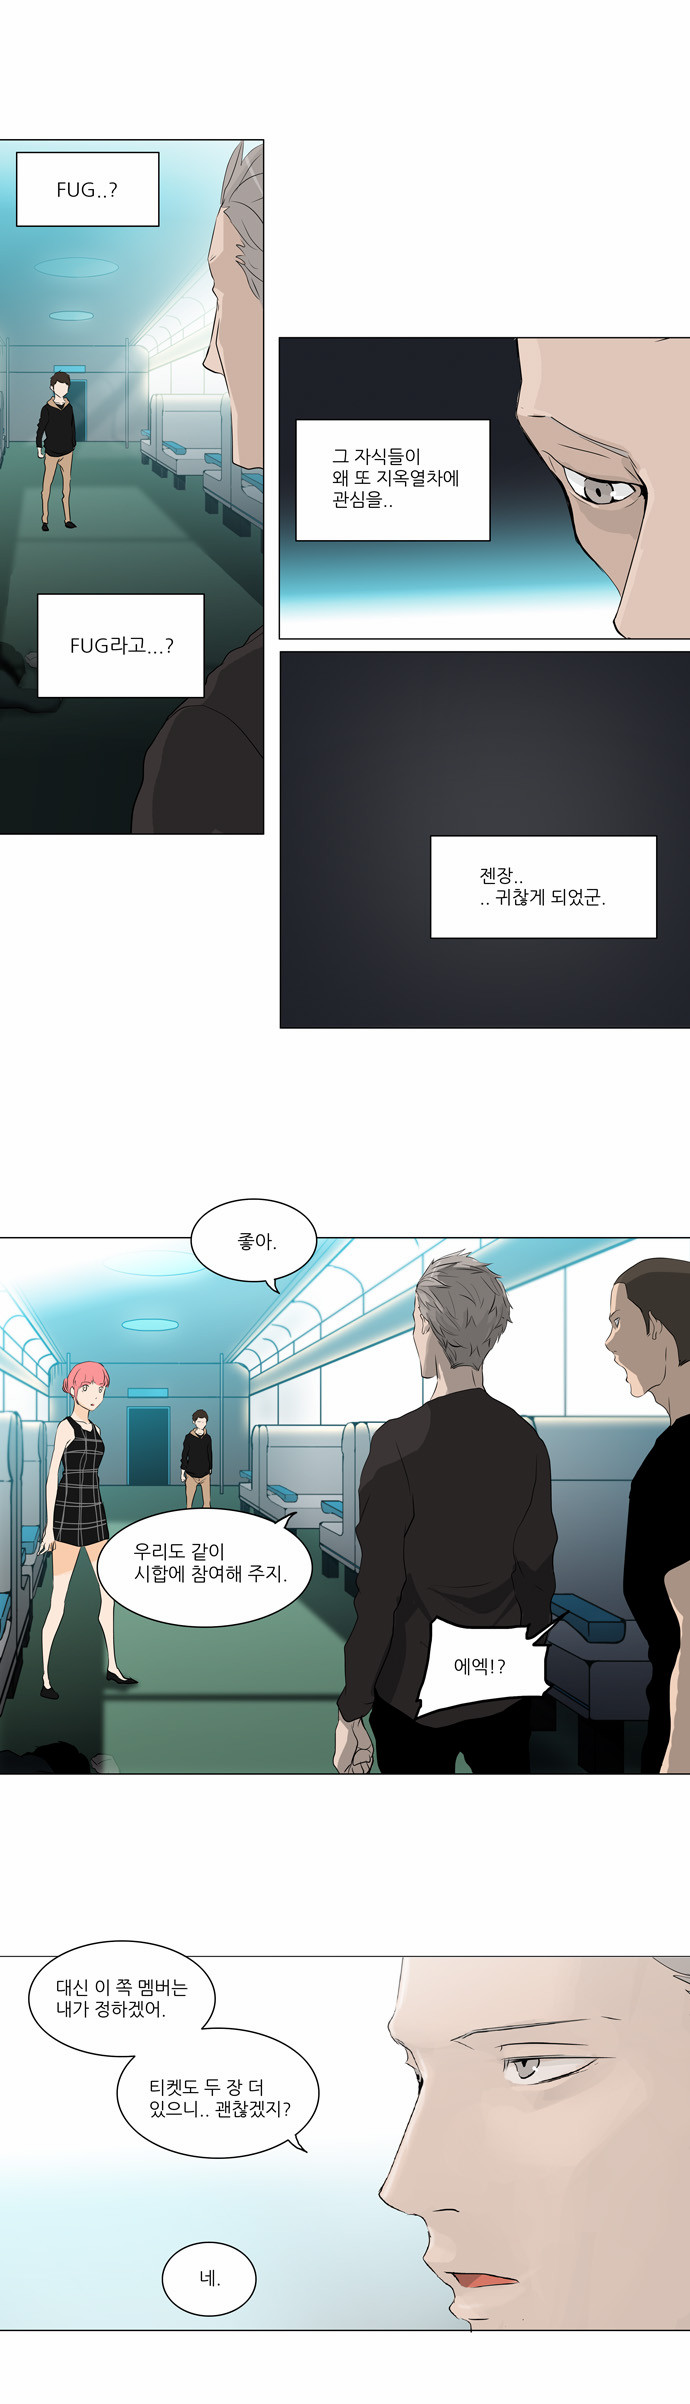 FUG..?
그 자식들이
왜 또 지옥열차에
관심을..
FUG라고...?
젠장..
.. 귀찮게 되었군.
좋아.
우리도 같이
시합에 참여해 주지.
에엑!?
대신 이 쪽 멤버는
내가 정하겠어.
티켓도 두 장 더
있으니.. 괜찮겠지?
네.